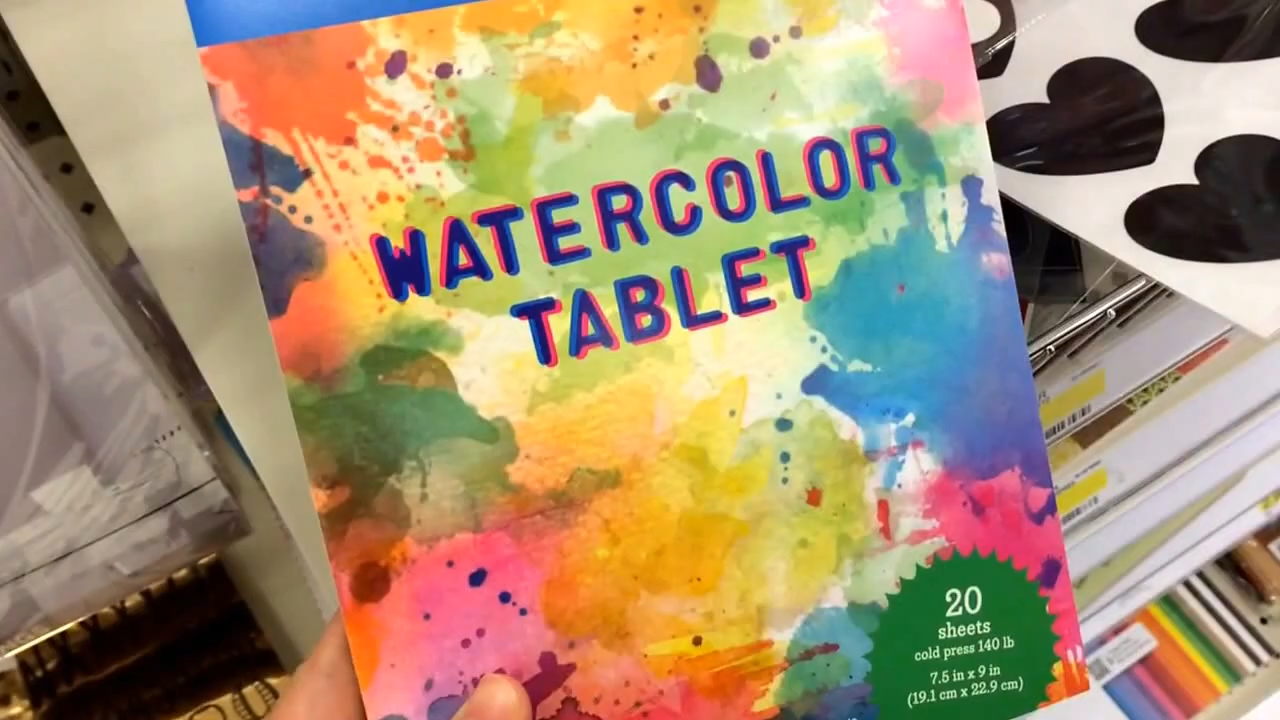 WATERCOLOR
TABLET
20
sheets
cold press 140 lb
7.5 in x 9 in
(19.1 cm x 22.9 cm)